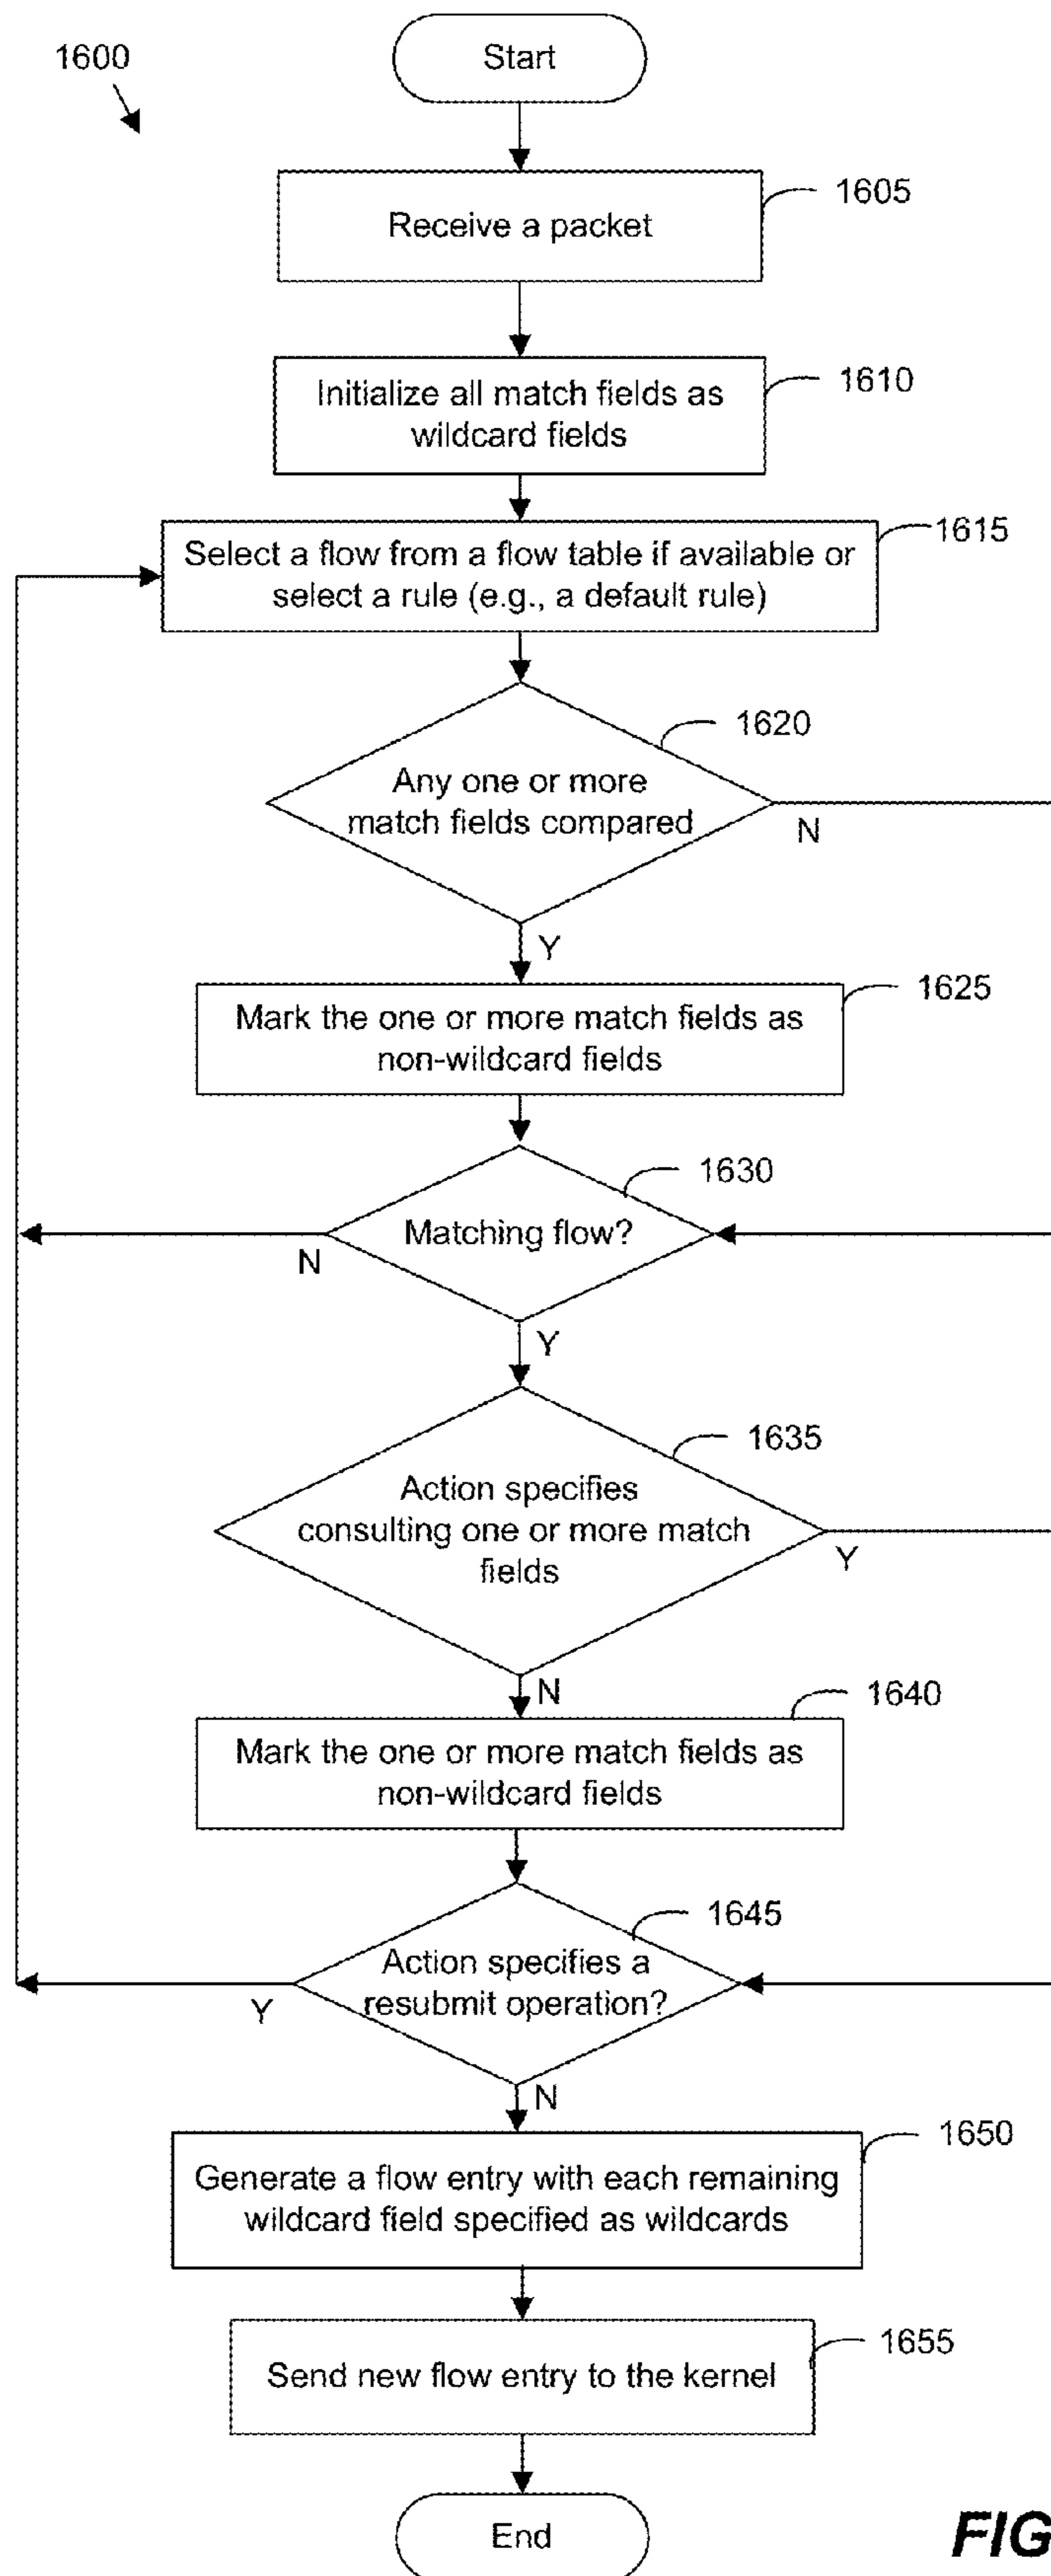 1600
Start
Receive a packet
1605
Initialize all match fields as
wildcard fields
1610
Select a flow from a flow table if available or
select a rule (e.g., a default rule)
1615
1620
Any one or more
match fields compared
N
Y
Mark the one or more match fields as
non-wildcard fields
1625
1630
Matching flow?
N
Y
1635
Action specifies
consulting one or more match
fields
Y
N
1640
Mark the one or more match fields as
non-wildcard fields
1645
Action specifies a
resubmit operation?
Y
N
1650
Generate a flow entry with each remaining
wildcard field specified as wildcards
1655
Send new flow entry to the kernel
End
FIG